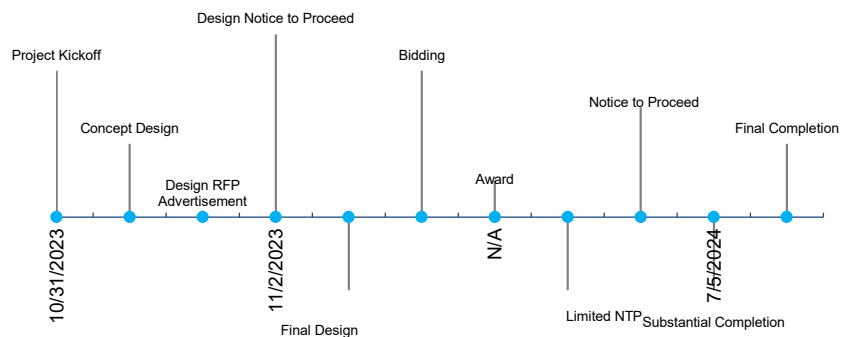 Design Notice to Proceed
Project Kickoff
Bidding
Notice to Proceed
Concept Design
Final Completion
Design RFP
Advertisement
Award
10/31/2023
11/2/2023
N/A
7/5/2024
Final Design
Limited NTP
Substantial Completion